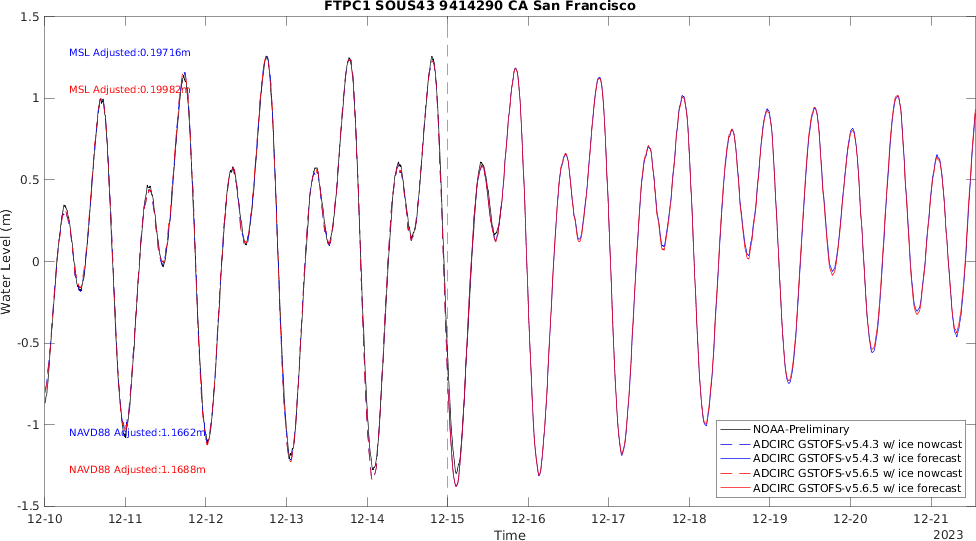 FTPC1 SOUS43 9414290 CA San Francisco
1.5
MSL Adjusted:0.19716m
MSL Adjusted:0.19982m
1
0.5
Water Level (m)
0
-0.5
-1
NAVD88 Adjusted:1.1662m
NAVD88 Adjusted:1.1688m
-1.5
NOAA-Preliminary
ADCIRC GSTOFS-v5.4.3 w/ ice nowcast
ADCIRC GSTOFS-v5.4.3 w/ ice forecast
ADCIRC GSTOFS-v5.6.5 w/ ice nowcast
ADCIRC GSTOFS-v5.6.5 w/ ice forecast
12-10 12-11 12-12 12-13 12-14 12-15 12-16 12-17 12-18 12-19 12-20 12-21
Time
2023